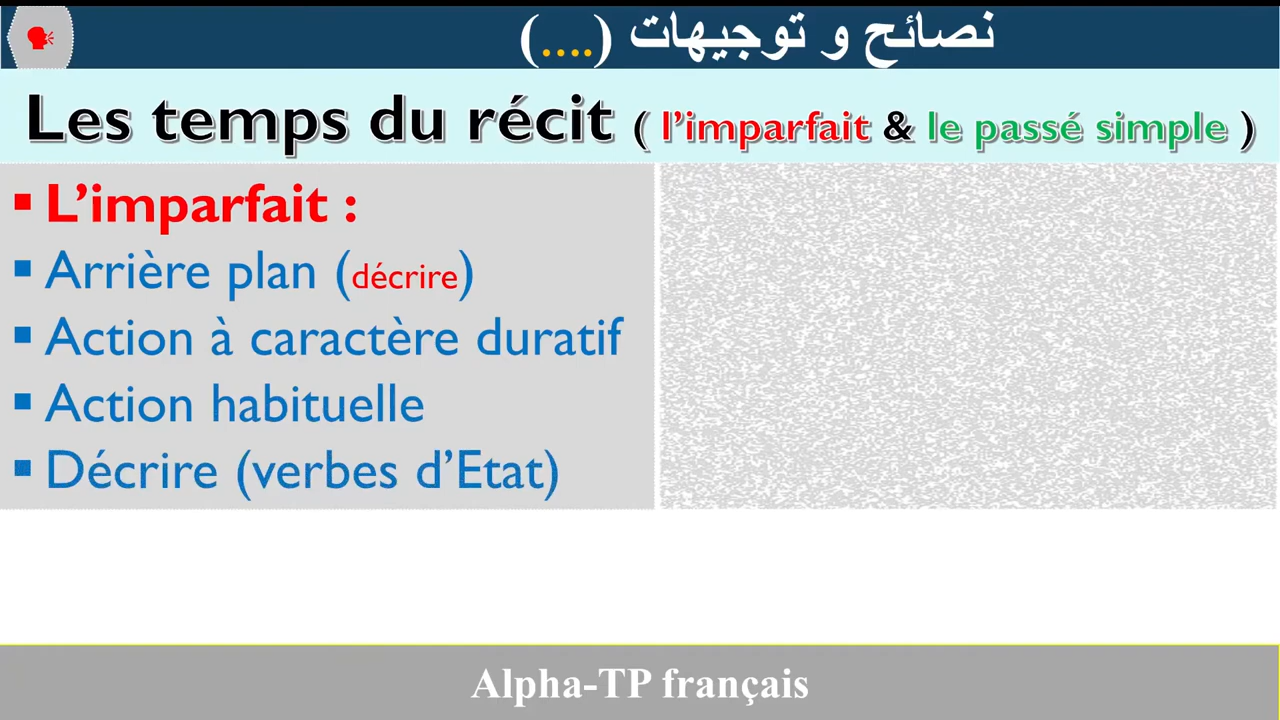 نصائح و توجيهات (....)
Les temps du récit ( l’imparfait & le passé simple )
▪ L’imparfait :
▪ Arrière plan (décrire)
▪ Action à caractère duratif
▪ Action habituelle
▪ Décrire (verbes d’Etat)
Alpha-TP français